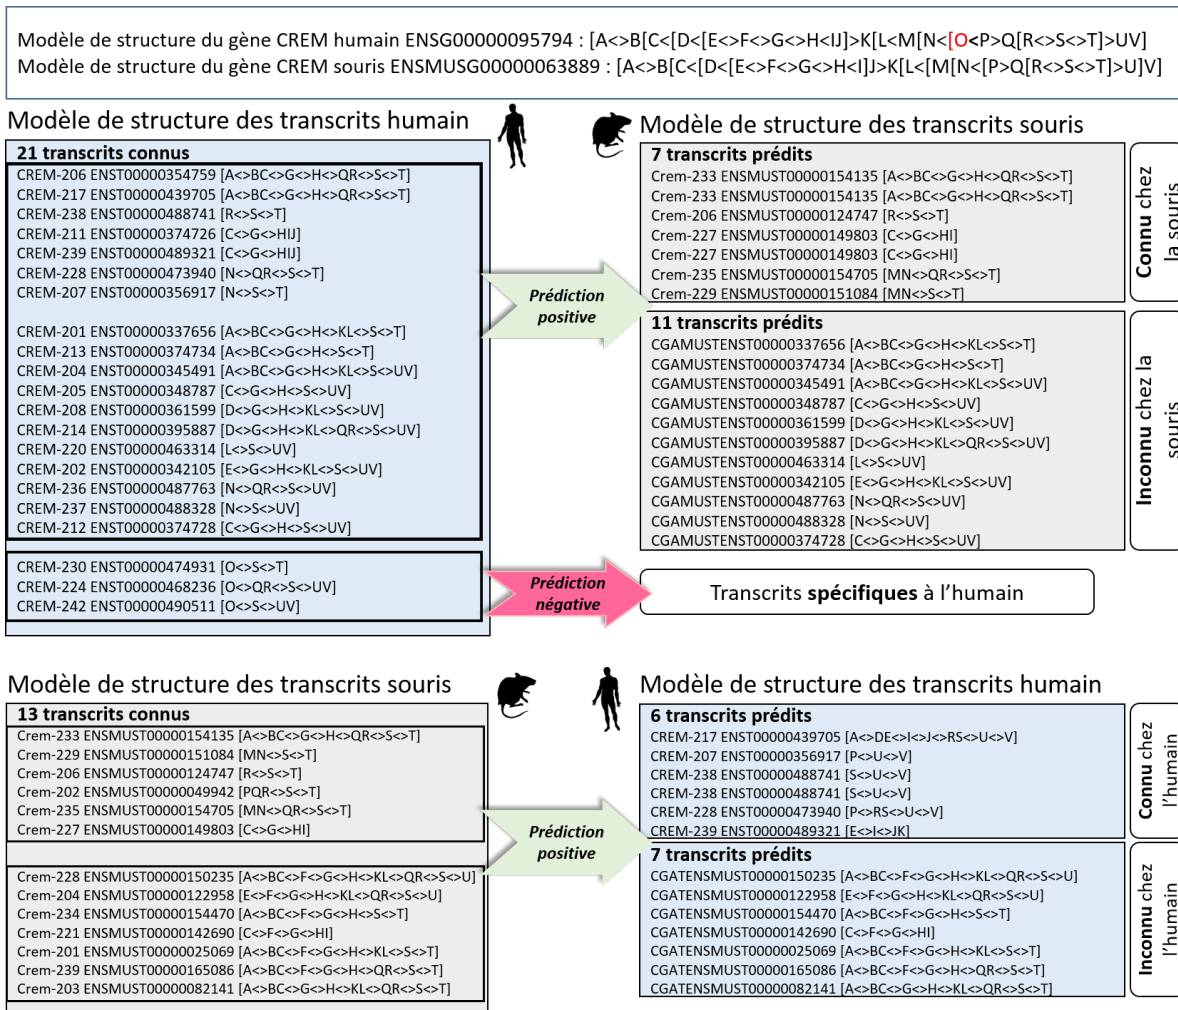 Modèle de structure du gène CREM humain ENSG00000095794 : [A<>B[C<[D<[E<>F<>G<>H<IJ]>K[L<M[N<[O<P>Q[R<>S<>T]>UV]
Modèle de structure du gène CREM souris ENSMUSG00000063889 : [A<>B[C<[D<[E<>F<>G<>H<I]J>K[L<[M[N<[P>Q[R<>S<>T]>U]V]
Modèle de structure des transcrits humain
21 transcrits connus
CREM-206 ENST00000354759 [A<>BC<>G<>H<>QR<>S<>T]
CREM-217 ENST00000439705 [A<>BC<>G<>H<>QR<>S<>T]
CREM-238 ENST00000488741 [R<>S<>T]
CREM-211 ENST00000374726 [C<>G<>HIJ]
CREM-239 ENST00000489321 [C<>G<>HIJ]
CREM-228 ENST00000473940 [N<>QR<>S<>T]
CREM-207 ENST00000356917 [N<>S<>T]
CREM-201 ENST00000337656 [A<>BC<>G<>H<>KL<>S<>T]
CREM-213 ENST00000374734 [A<>BC<>G<>H<>S<>T]
CREM-204 ENST00000345491 [A<>BC<>G<>H<>KL<>S<>UV]
CREM-205 ENST00000348787 [C<>G<>H<>S<>UV]
CREM-208 ENST00000361599 [D<>G<>H<>KL<>S<>UV]
CREM-214 ENST00000395887 [D<>G<>H<>KL<>QR<>S<>UV]
CREM-220 ENST00000463314 [L<>S<>UV]
CREM-202 ENST00000342105 [E<>G<>H<>KL<>S<>UV]
CREM-236 ENST00000487763 [N<>QR<>S<>UV]
CREM-237 ENST00000488328 [N<>S<>UV]
CREM-212 ENST00000374728 [C<>G<>H<>S<>UV]
CREM-230 ENST00000474931 [O<>S<>T]
CREM-224 ENST00000468236 [O<>QR<>S<>UV]
CREM-242 ENST00000490511 [O<>S<>UV]
Prédiction
positive
Prédiction
négative
Modèle de structure des transcrits souris
7 transcrits prédits
Crem-233 ENSMUST00000154135 [A<>BC<>G<>H<>QR<>S<>T]
Crem-233 ENSMUST00000154135 [A<>BC<>G<>H<>QR<>S<>T]
Crem-206 ENSMUST00000124747 [R<>S<>T]
Crem-227 ENSMUST00000149803 [C<>G<>HI]
Crem-227 ENSMUST00000149803 [C<>G<>HI]
Crem-235 ENSMUST00000154705 [MN<>QR<>S<>T]
Crem-229 ENSMUST00000151084 [MN<>S<>T]
Connu chez
la souris
11 transcrits prédits
CGAMUSTENST00000337656 [A<>BC<>G<>H<>KL<>S<>T]
CGAMUSTENST00000374734 [A<>BC<>G<>H<>S<>T]
CGAMUSTENST00000345491 [A<>BC<>G<>H<>KL<>S<>UV]
CGAMUSTENST00000348787 [C<>G<>H<>S<>UV]
CGAMUSTENST00000361599 [D<>G<>H<>KL<>S<>UV]
CGAMUSTENST00000395887 [D<>G<>H<>KL<>QR<>S<>UV]
CGAMUSTENST00000463314 [L<>S<>UV]
CGAMUSTENST00000342105 [E<>G<>H<>KL<>S<>UV]
CGAMUSTENST00000487763 [N<>QR<>S<>UV]
CGAMUSTENST00000488328 [N<>S<>UV]
CGAMUSTENST00000374728 [C<>G<>H<>S<>UV]
Inconnu chez la
souris
Transcrits spécifiques à l'humain
Modèle de structure des transcrits souris
13 transcrits connus
Crem-233 ENSMUST00000154135 [A<>BC<>G<>H<>QR<>S<>T]
Crem-229 ENSMUST00000151084 [MN<>S<>T]
Crem-206 ENSMUST00000124747 [R<>S<>T]
Crem-202 ENSMUST00000049942 [PQR<>S<>T]
Crem-235 ENSMUST00000154705 [MN<>QR<>S<>T]
Crem-227 ENSMUST00000149803 [C<>G<>HI]
Crem-228 ENSMUST00000150235 [A<>BC<>F<>G<>H<>KL<>QR<>S<>U]
Crem-204 ENSMUST00000122958 [E<>F<>G<>H<>KL<>QR<>S<>U]
Crem-234 ENSMUST00000154470 [A<>BC<>F<>G<>H<>S<>T]
Crem-221 ENSMUST00000142690 [C<>F<>G<>HI]
Crem-201 ENSMUST00000025069 [A<>BC<>F<>G<>H<>KL<>S<>T]
Crem-239 ENSMUST00000165086 [A<>BC<>F<>G<>H<>QR<>S<>T]
Crem-203 ENSMUST00000082141 [A<>BC<>G<>H<>KL<>QR<>S<>T]
Prédiction
positive
Modèle de structure des transcrits humain
6 transcrits prédits
CREM-217 ENST00000439705 [A<>DE<>I<>J<>RS<>U<>V]
CREM-207 ENST00000356917 [P<>U<>V]
CREM-238 ENST00000488741 [S<>U<>V]
CREM-238 ENST00000488741 [S<>U<>V]
CREM-228 ENST00000473940 [P<>RS<>U<>V]
CREM-239 ENST00000489321 [E<>I<>JK]
Connu chez
l'humain
7 transcrits prédits
CGATENSMUST00000150235 [A<>BC<>F<>G<>H<>KL<>QR<>S<>U]
CGATENSMUST00000122958 [E<>F<>G<>H<>KL<>QR<>S<>U]
CGATENSMUST00000154470 [A<>BC<>F<>G<>H<>S<>T]
CGATENSMUST00000142690 [C<>F<>G<>HI]
CGATENSMUST00000025069 [A<>BC<>F<>G<>H<>KL<>S<>T]
CGATENSMUST00000165086 [A<>BC<>F<>G<>H<>QR<>S<>T]
CGATENSMUST00000082141 [A<>BC<>G<>H<>KL<>QR<>S<>T]
Inconnu chez
l'humain